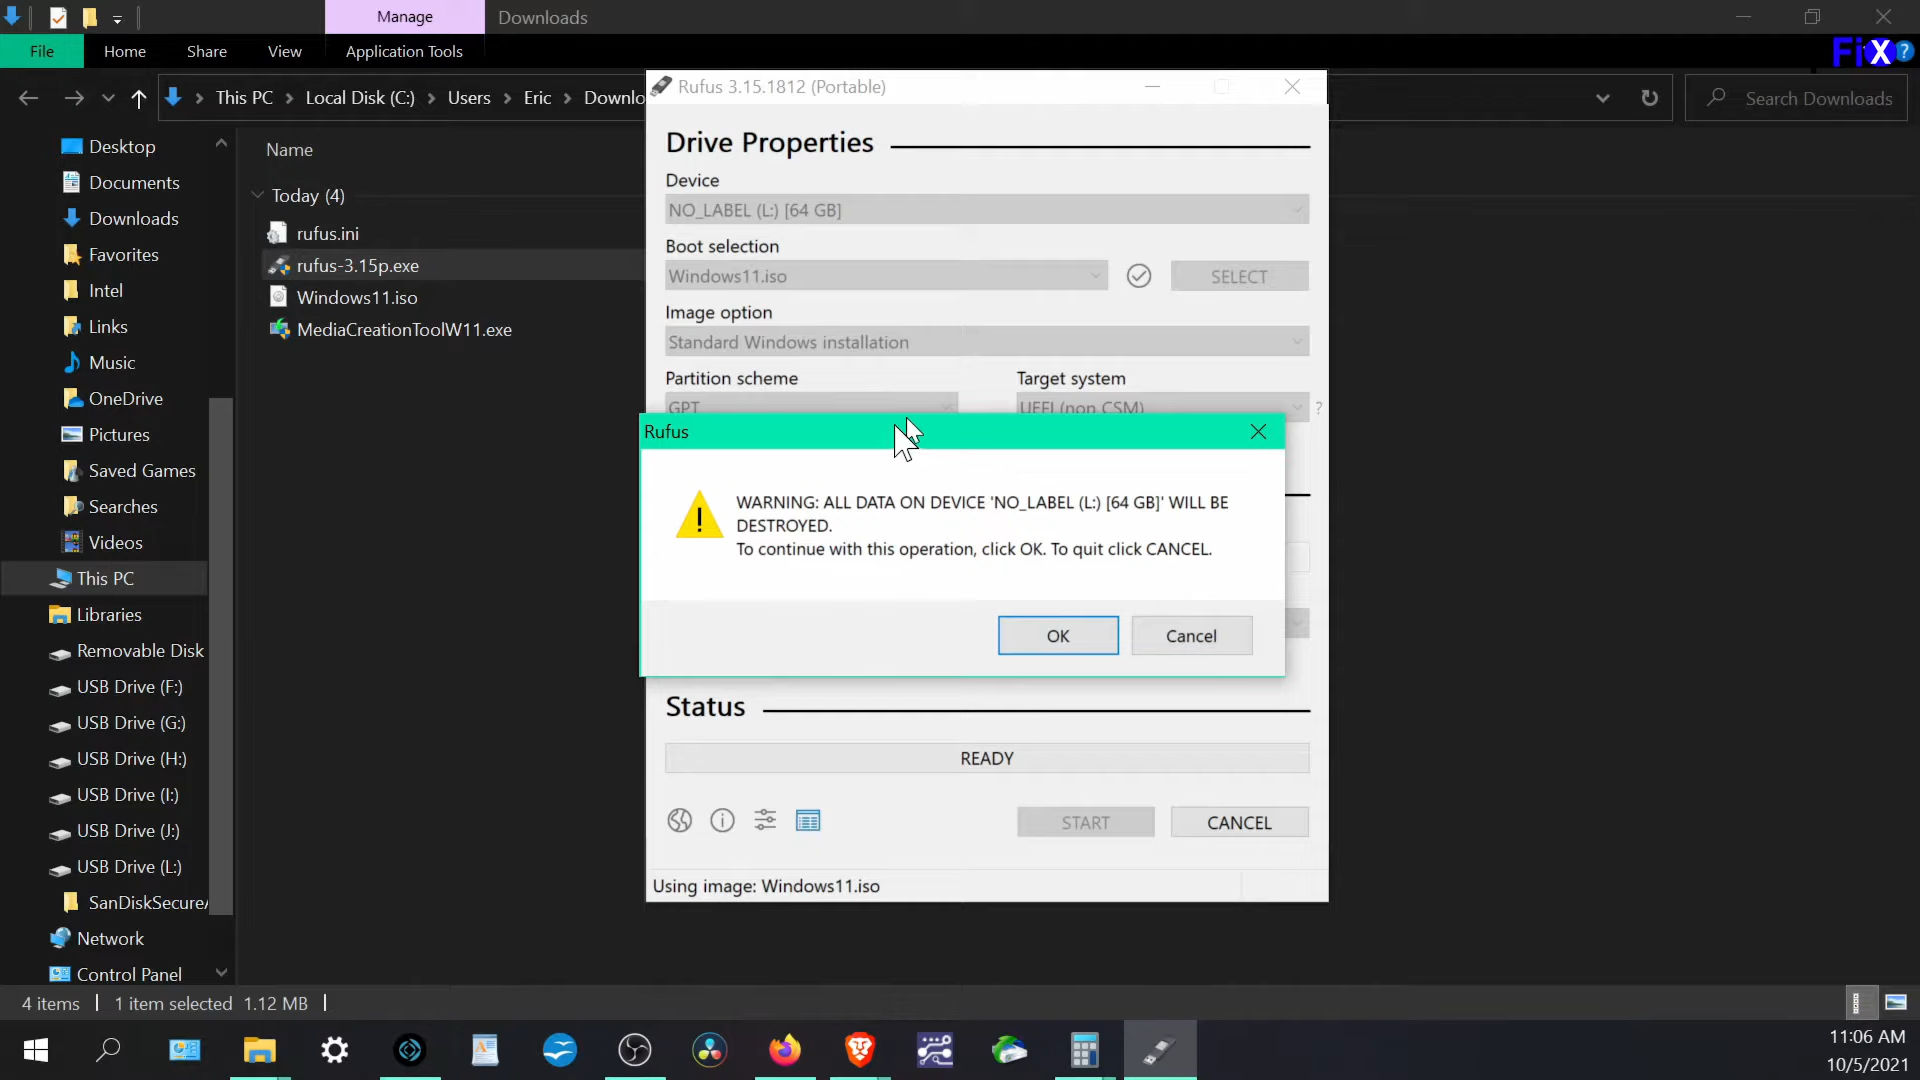 Manage
Downloads
File
Home
Share
View
Application Tools
FiX
?
This PC
Local Disk (C:)
Users
Eric
Downlo
Search Downloads
Rufus 3.15.1812 (Portable)
Desktop
Documents
Downloads
Favorites
Intel
Links
Music
OneDrive
Pictures
Saved Games
Searches
Videos
This PC
Libraries
Removable Disk
USB Drive (F:)
USB Drive (G:)
USB Drive (H:)
USB Drive (I:)
USB Drive (J:)
USB Drive (L:)
SanDiskSecureA
Network
Control Panel
Name
Today (4)
rufus.ini
rufus-3.15p.exe
Windows11.iso
MediaCreationToolW11.exe
Drive Properties
Device
NO_LABEL (L:) [64 GB]
Boot selection
Windows11.iso
SELECT
Image option
Standard Windows installation
Partition scheme
Target system
GPT
UEFI (non CSM)
?
Rufus
WARNING: ALL DATA ON DEVICE 'NO_LABEL (L:) [64 GB]' WILL BE
DESTROYED.
To continue with this operation, click OK. To quit click CANCEL.
OK
Cancel
Status
READY
START
CANCEL
Using image: Windows11.iso
4 items
1 item selected 1.12 MB
11:06 AM
10/5/2021